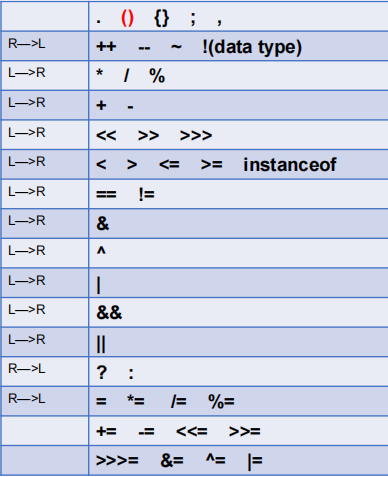 . () {} ; ,
R—>L ++ -- ~ !(data type)
L—>R * / %
L—>R + -
L—>R << >> >>>
L—>R < > <= >= instanceof
L—>R == !=
L—>R &
L—>R ^
L—>R |
L—>R &&
L—>R ||
R—>L ? :
R—>L = *= /= %=
+= -= <<= >>=
>>>= &= ^= |=